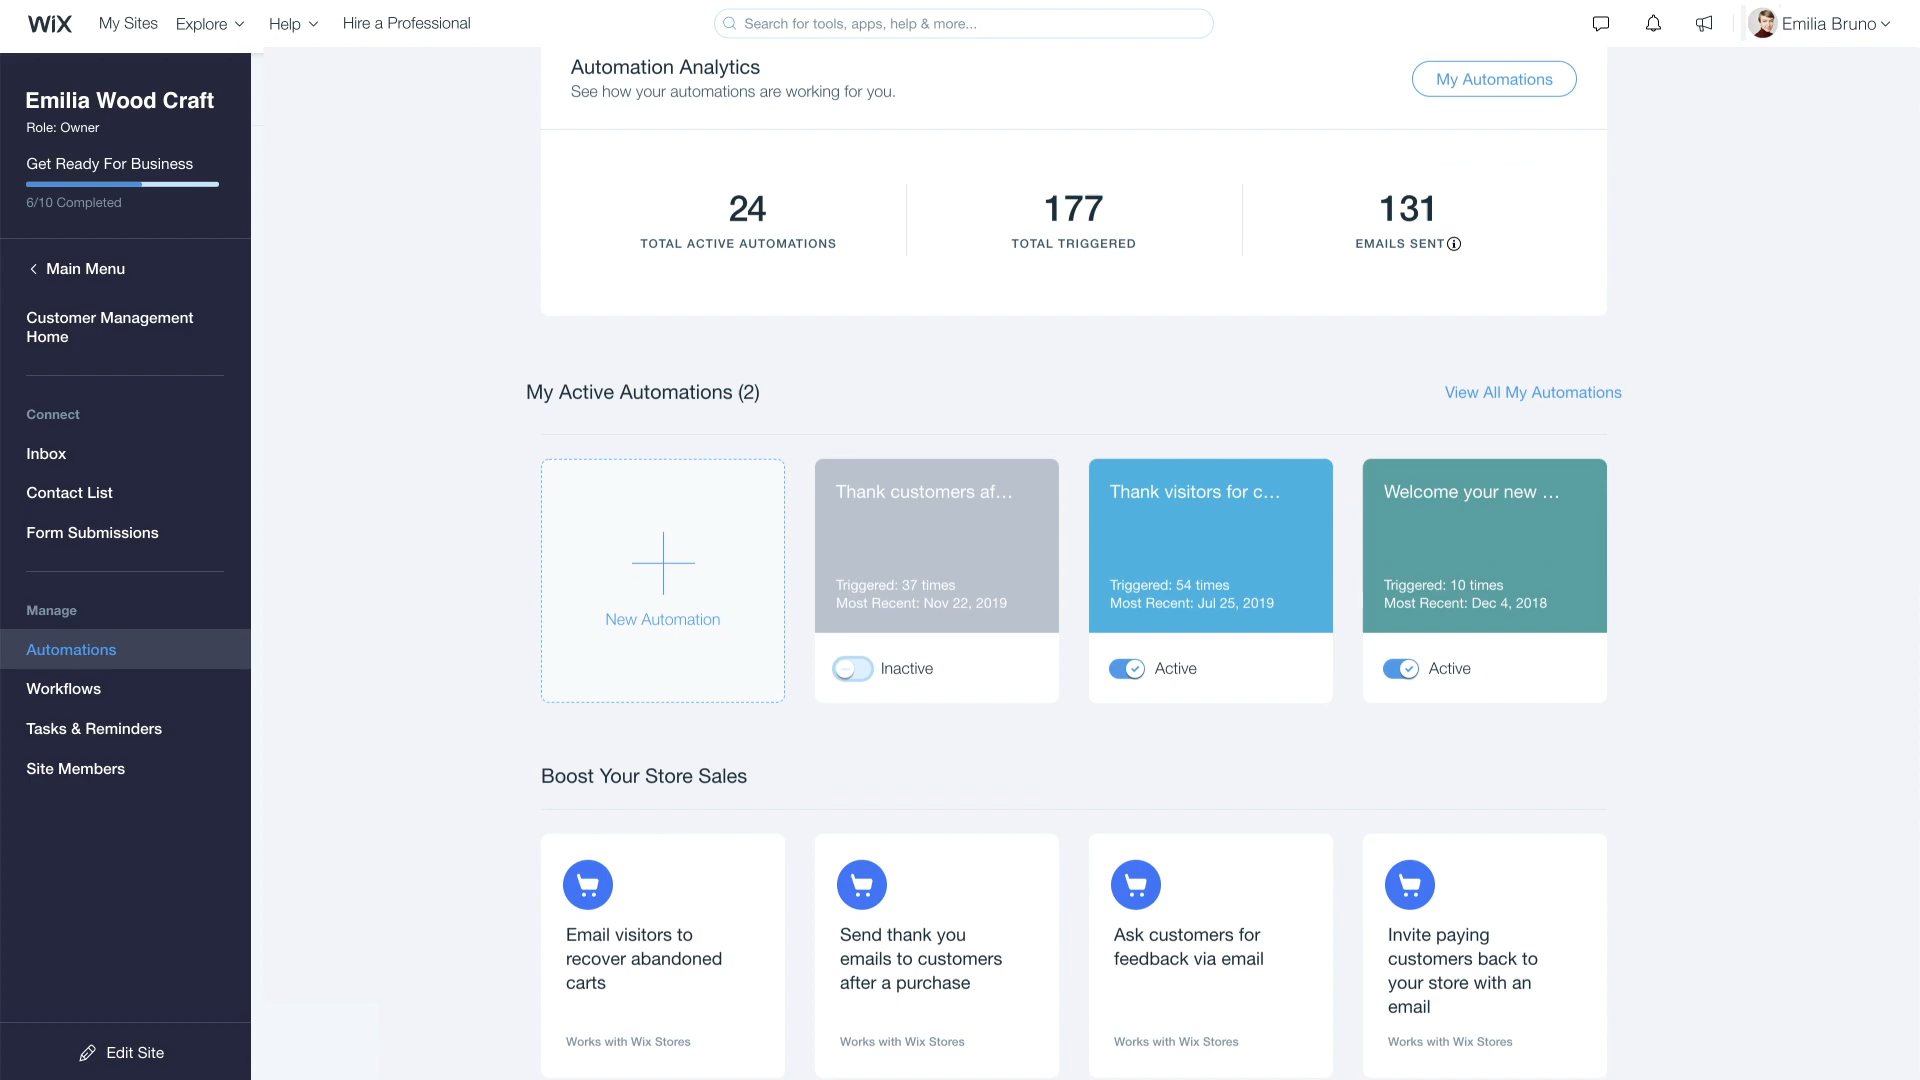 WiX My Sites Explore Help Hire a Professional Search for tools, apps, help & more... Emilia Bruno
Emilia Wood Craft
Role: Owner
Get Ready For Business
6/10 Completed
Main Menu
Customer Management
Home
Connect
Inbox
Contact List
Form Submissions
Manage
Automations
Workflows
Tasks & Reminders
Site Members
Edit Site
Automation Analytics
See how your automations are working for you.
My Automations
24
TOTAL ACTIVE AUTOMATIONS
177
TOTAL TRIGGERED
131
EMAILS SENT
My Active Automations (2)
View All My Automations
New Automation
Thank customers af...
Triggered: 37 times
Most Recent: Nov 22, 2019
Inactive
Thank visitors for c...
Triggered: 54 times
Most Recent: Jul 25, 2019
Active
Welcome your new ...
Triggered: 10 times
Most Recent: Dec 4, 2018
Active
Boost Your Store Sales
Email visitors to
recover abandoned
carts
Works with Wix Stores
Send thank you
emails to customers
after a purchase
Works with Wix Stores
Ask customers for
feedback via email
Works with Wix Stores
Invite paying
customers back to
your store with an
email
Works with Wix Stores